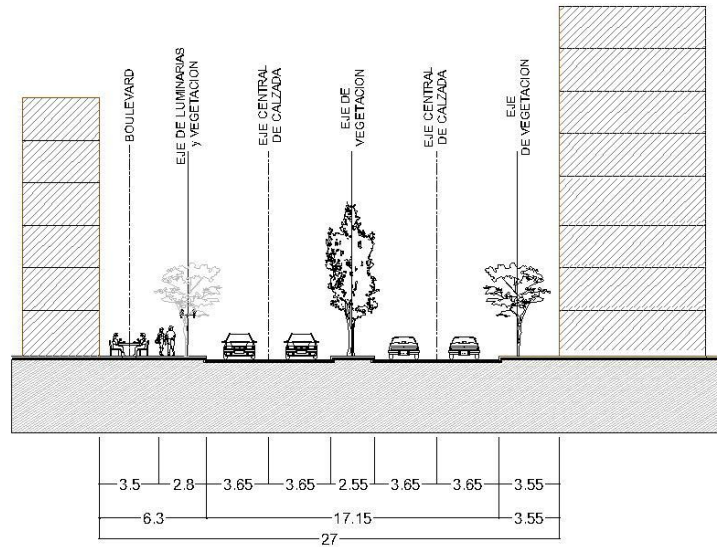 BOULEVARD
EJE DE LUMINARIAS
y VEGETACION
EJE CENTRAL
DE CALZADA
EJE DE
VEGETACION
EJE CENTRAL
DE CALZADA
EJE
DE VEGETACION
3.5 2.8 3.65 3.65 2.55 3.65 3.65 3.55
6.3 17.15 3.55
27